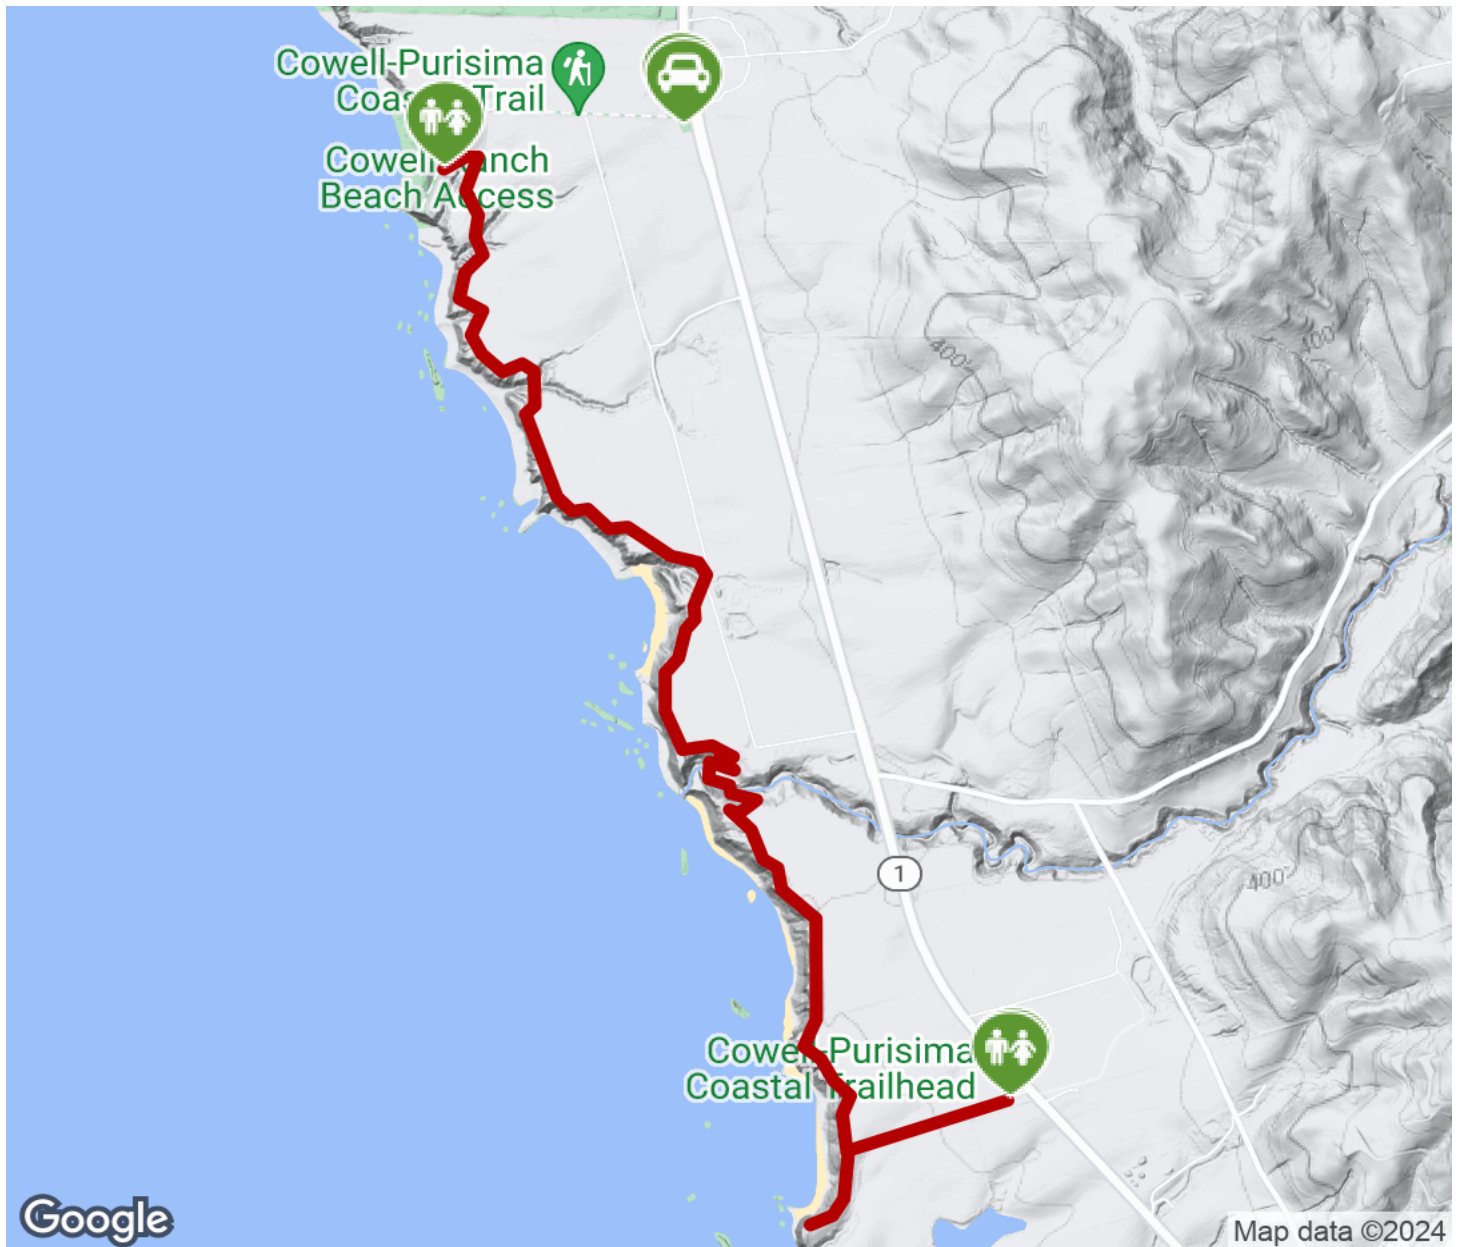 Cowell-Purisima
Coastal Trail
Cowell Ranch
Beach Access
400'
400'
1
400'
Cowell-Purisima
Coastal Trailhead
Google
Map data ©2024